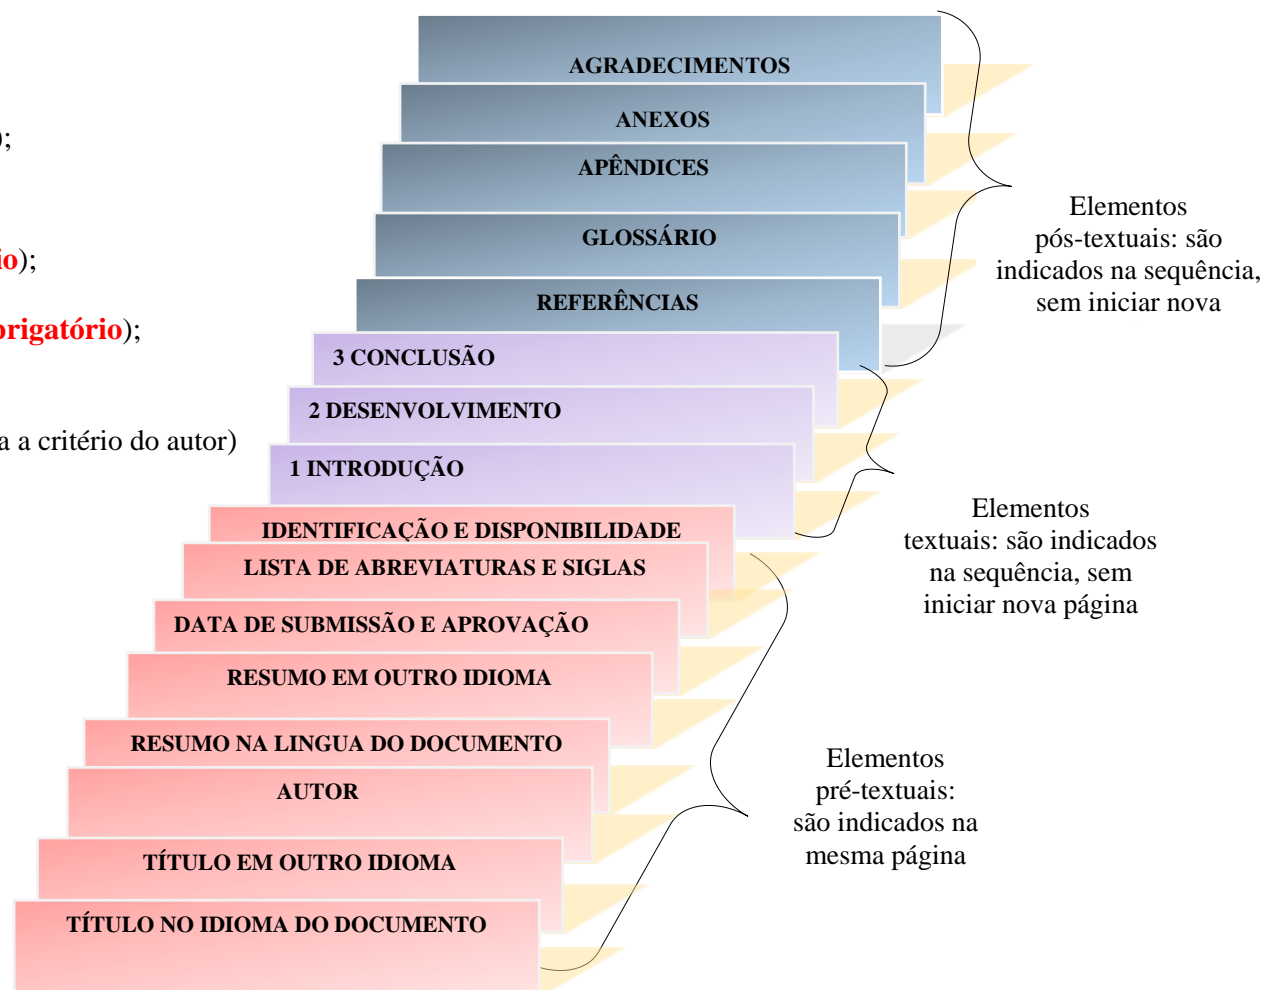 AGRADECIMENTOS
ANEXOS
);
APÊNDICES
GLOSSÁRIO
io);
REFERÊNCIAS
brigatório);
3 CONCLUSÃO
2 DESENVOLVIMENTO
a a critério do autor)
1 INTRODUÇÃO
IDENTIFICAÇÃO E DISPONIBILIDADE
LISTA DE ABREVIATURAS E SIGLAS
DATA DE SUBMISSÃO E APROVAÇÃO
RESUMO EM OUTRO IDIOMA
RESUMO NA LINGUA DO DOCUMENTO
AUTOR
TÍTULO EM OUTRO IDIOMA
TÍTULO NO IDIOMA DO DOCUMENTO
Elementos
pós-textuais: são
indicados na sequência,
sem iniciar nova
Elementos
textuais: são indicados
na sequência, sem
iniciar nova página
Elementos
pré-textuais:
são indicados na
mesma página